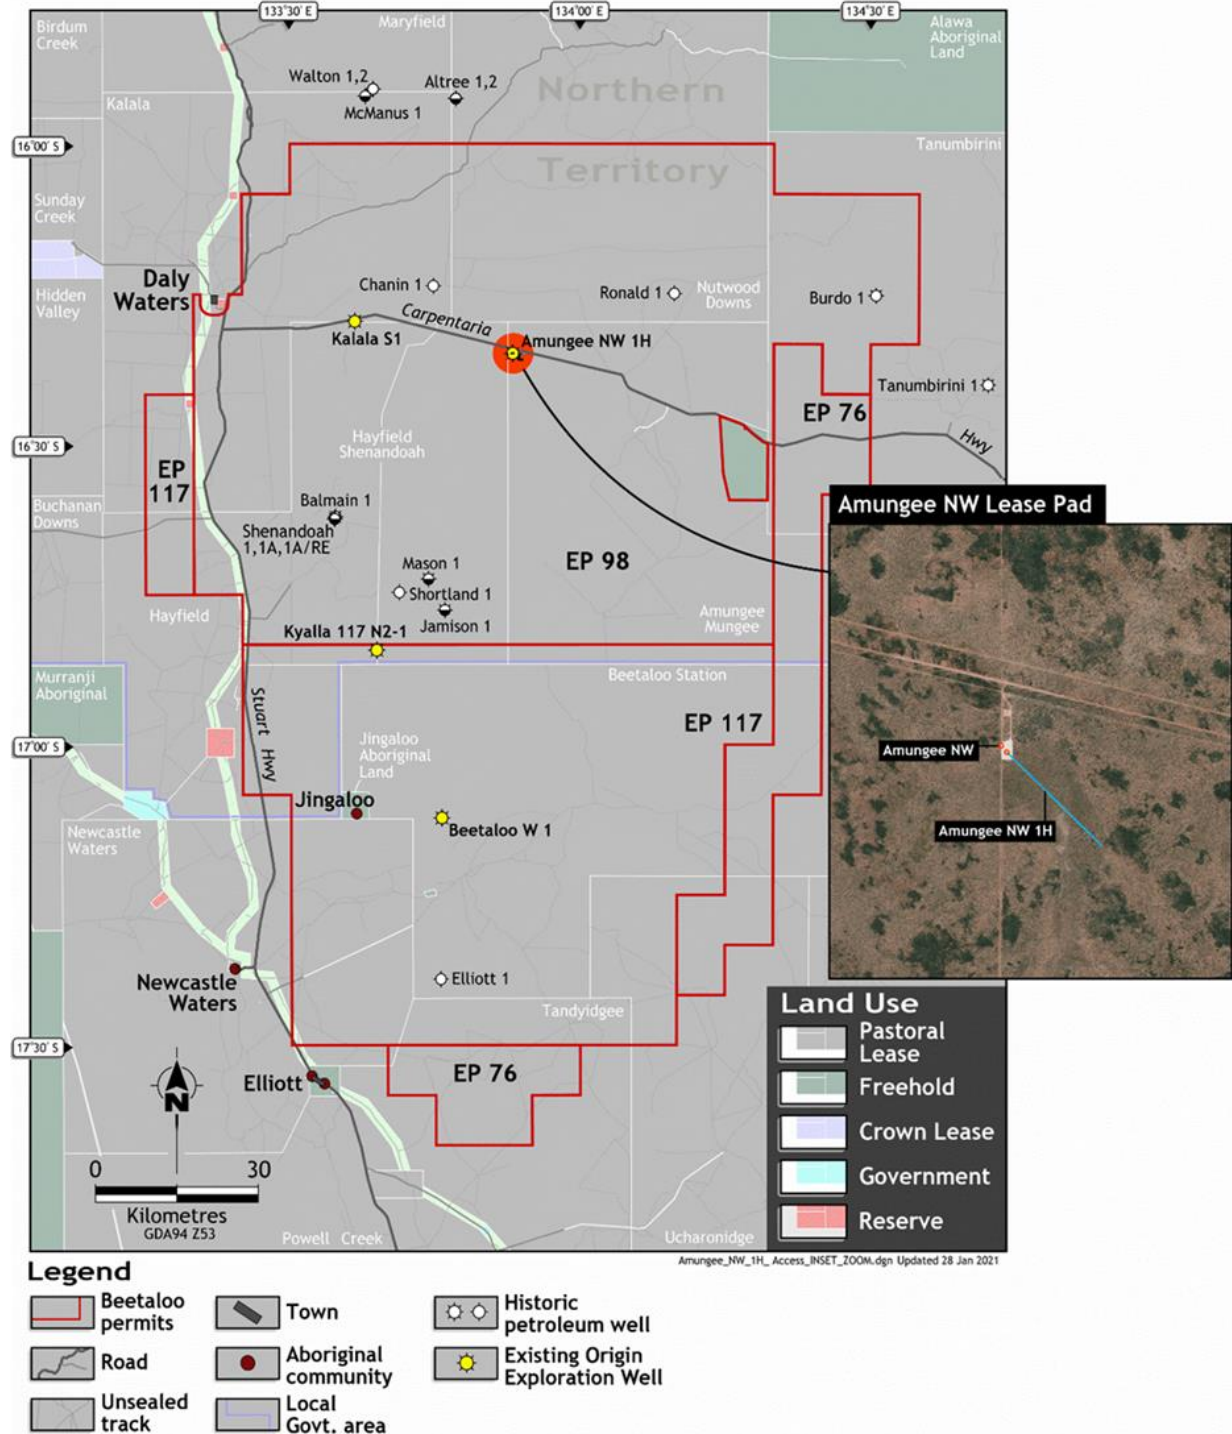 133°30' E
134°00' E
134°30' E
Birdum
Creek
Maryfield
Alawa
Aboriginal
Land
Walton 1,2
Altree 1,2
McManus 1
Northern
Territory
Kalala
16°00' S
Tanumbirini
Sunday
Creek
Daly
Waters
Hidden
Valley
Chanin 1
Ronald 1
Nutwood
Downs
Burdo 1
Carpentaria
Kalala S1
Amungee NW 1H
Tanumbirini 1
EP 76
Hwy
16°30' S
Hayfield
Shenandoah
EP
117
Buchanan
Downs
Balmain 1
Shenandoah
1,1A,1A/RE
Amungee NW Lease Pad
EP 98
Mason 1
Shortland 1
Jamison 1
Hayfield
Amungee
Mungee
Kyalla 117 N2-1
Murranji
Aboriginal
Beetaloo Station
Stuart Hwy
EP 117
17°00' S
Jingaloo
Aboriginal
Land
Amungee NW
Jingaloo
Beetaloo W 1
Amungee NW 1H
Newcastle
Waters
Newcastle
Waters
Elliott 1
Tandyidgee
17°30' S
Elliott
EP 76
N
0 30
Kilometres
GDA94 Z53
Powell Creek
Ucharonidge
Land Use
Pastoral
Lease
Freehold
Crown Lease
Government
Reserve
Amungee_NW_1H_ Access_INSET_ZOOM.dgn Updated 28 Jan 2021
Legend
Beetaloo
permits
Town
Historic
petroleum well
Road
Aboriginal
community
Existing Origin
Exploration Well
Unsealed
track
Local
Govt. area